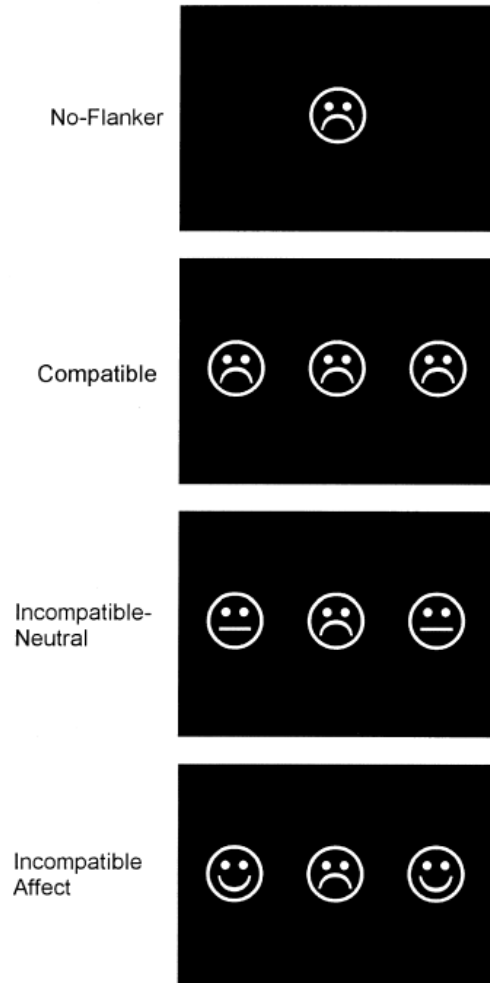 No-Flanker
Compatible
Incompatible-
Neutral
Incompatible
Affect